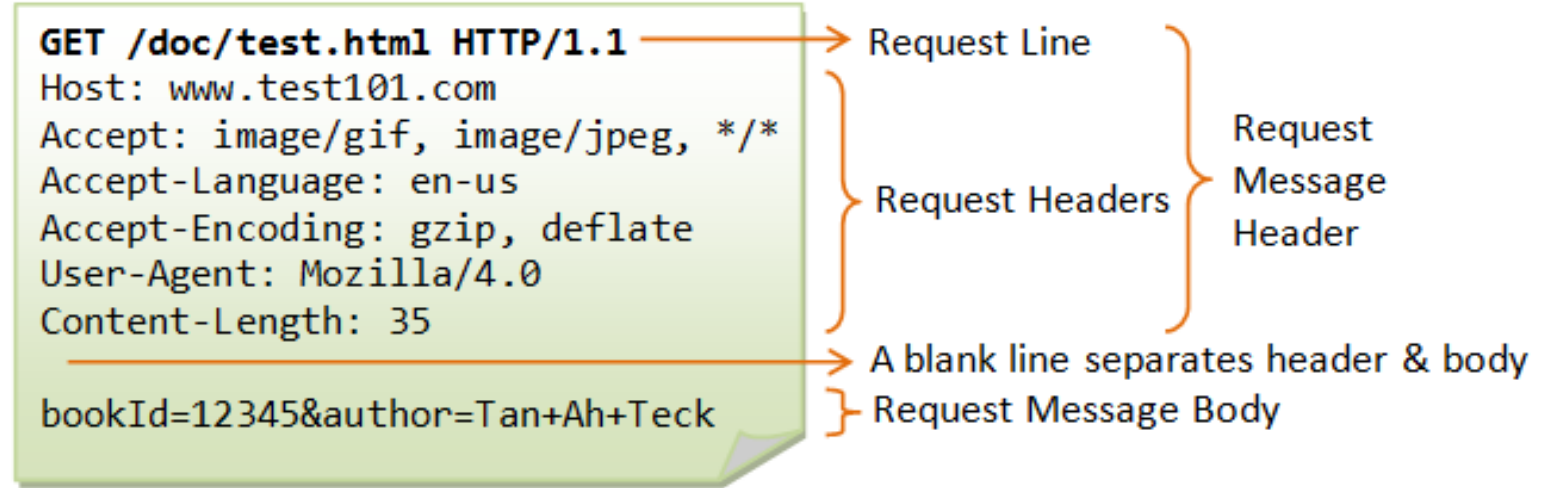 GET /doc/test.html HTTP/1.1
Host: www.test101.com
Accept: image/gif, image/jpeg, */*
Accept-Language: en-us
Accept-Encoding: gzip, deflate
User-Agent: Mozilla/4.0
Content-Length: 35
bookId=12345&author=Tan+Ah+Teck
Request Line
Request Headers
Request
Message
Header
A blank line separates header & body
Request Message Body